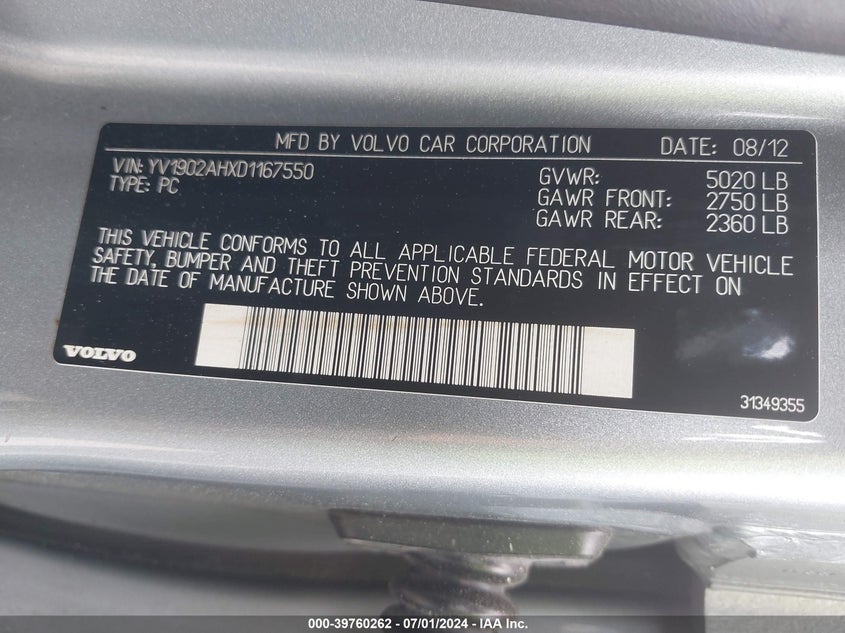 MFD BY VOLVO CAR CORPORATION DATE: 08/12
VIN: YV1902AHXD1167550
TYPE: PC
GVWR: 5020 LB
GAWR FRONT: 2750 LB
GAWR REAR: 2360 LB
THIS VEHICLE CONFORMS TO ALL APPLICABLE FEDERAL MOTOR VEHICLE
SAFETY, BUMPER AND THEFT PREVENTION STANDARDS IN EFFECT ON
THE DATE OF MANUFACTURE SHOWN ABOVE.
VOLVO
31349355
000-39760262 - 07/01/2024 - IAA Inc.